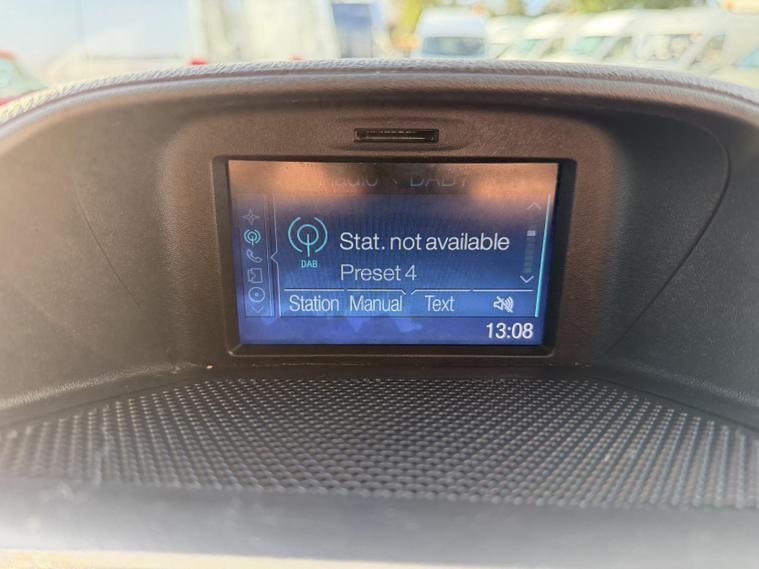 DAB
Stat. not available
Preset 4
Station Manual Text
13:08